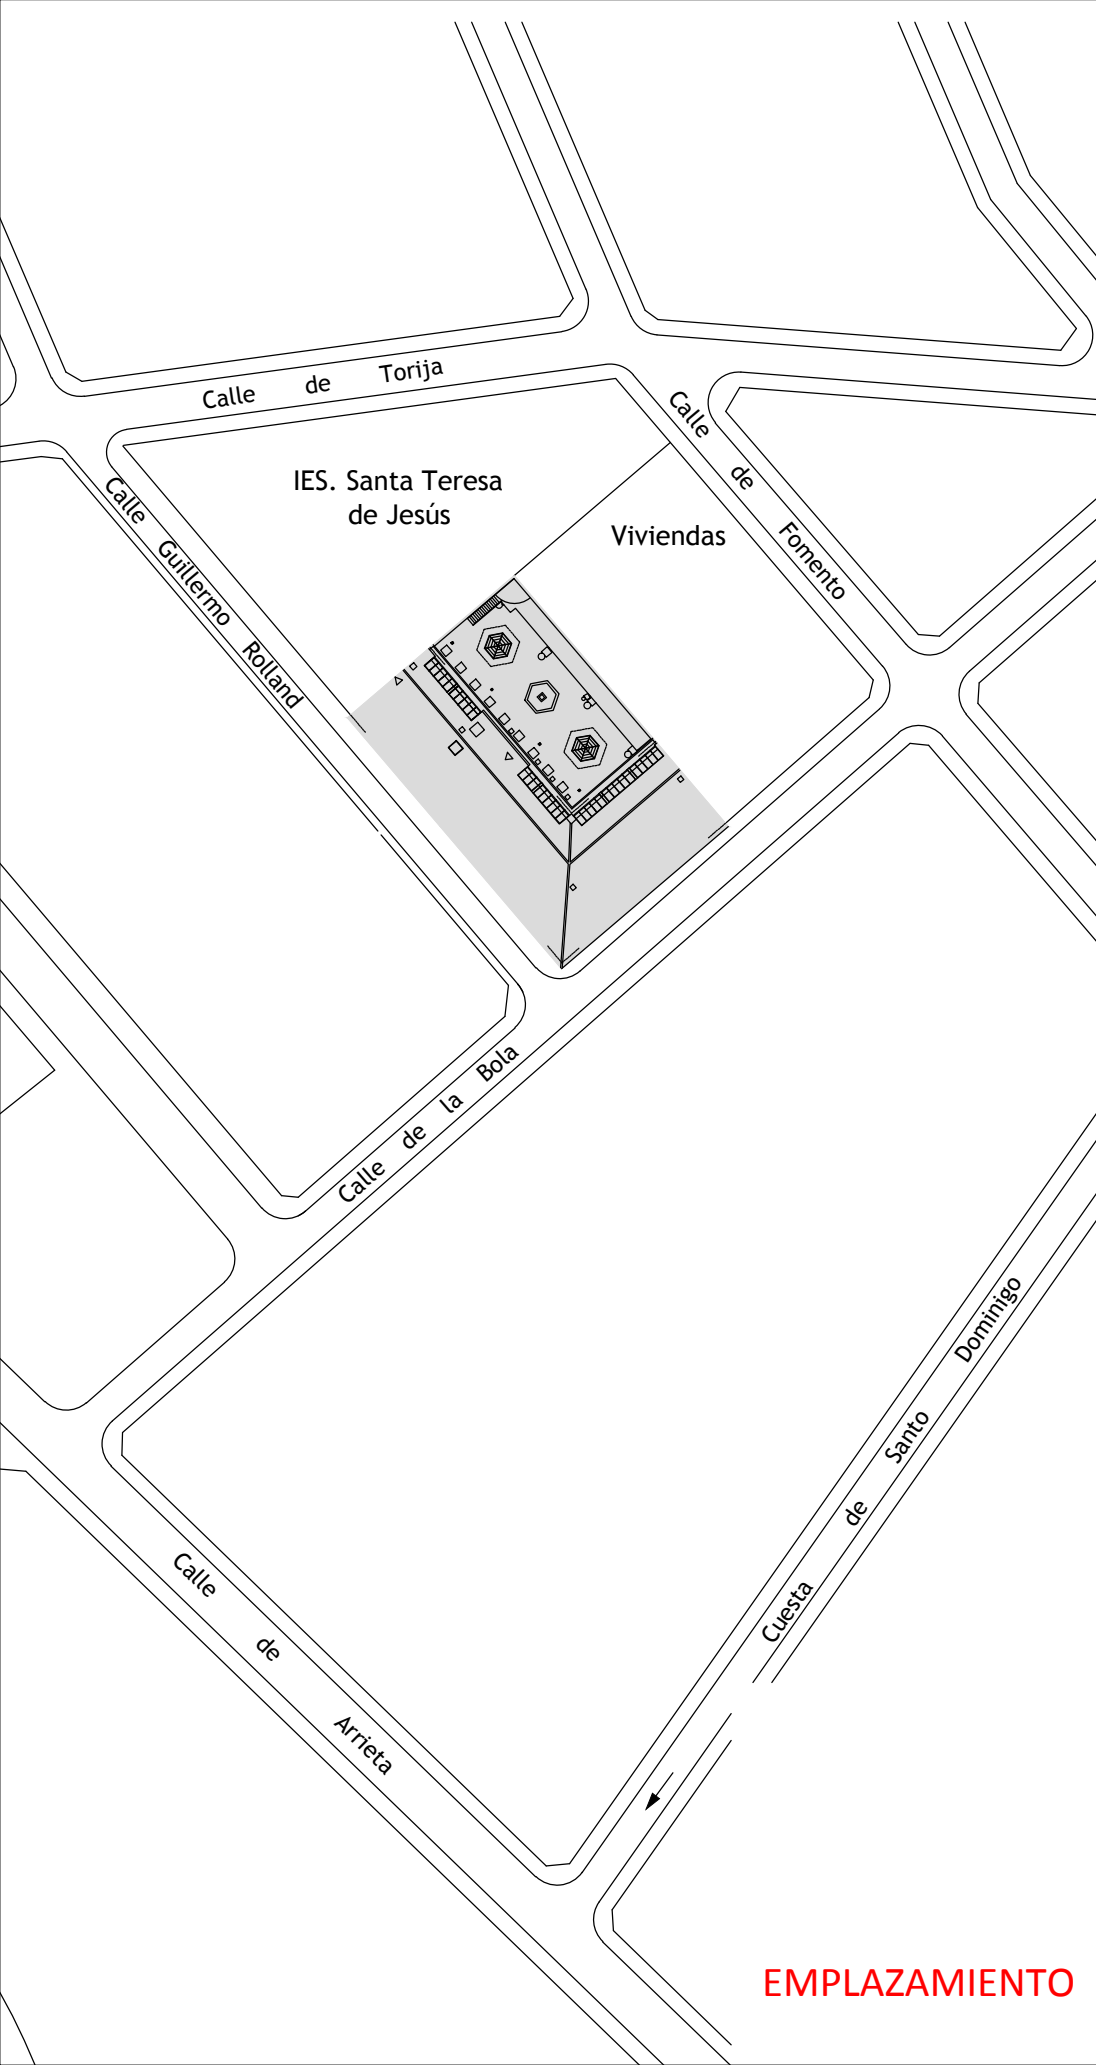 Calle de Torija
Calle de Fomento
IES. Santa Teresa
de Jesús
Viviendas
Calle Guillermo Rolland
Calle de la Bola
Cuesta de Santo Dominigo
Calle de Arrieta
EMPLAZAMIENTO